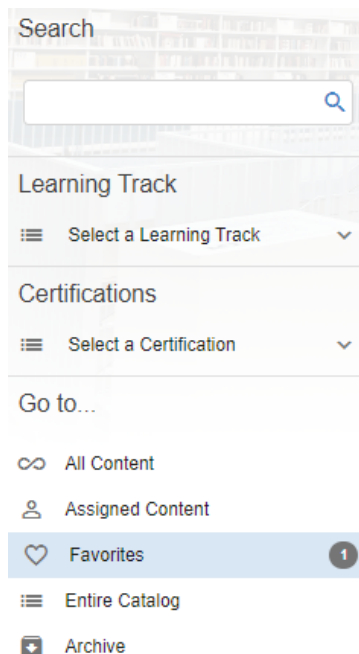 Search
Learning Track
Select a Learning Track
Certifications
Select a Certification
Go to...
All Content
Assigned Content
Favorites 1
Entire Catalog
Archive